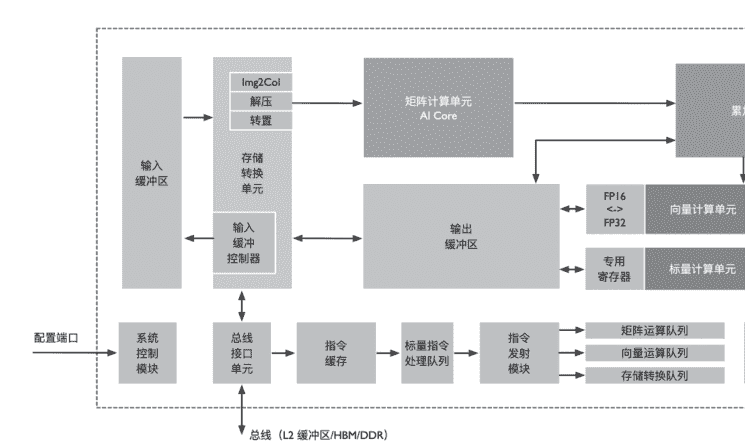 Img2Col
解压
转置
矩阵计算单元
AI Core
累
输入
缓冲区
存储
转换
单元
输入
缓冲
控制器
输出
缓冲区
FP16
<->
FP32
向量计算单元
专用
寄存器
标量计算单元
配置端口
系统
控制
模块
总线
接口
单元
指令
缓存
标量指令
处理队列
指令
发射
模块
矩阵运算队列
向量运算队列
存储转换队列
总线（L2 缓冲区/HBM/DDR）